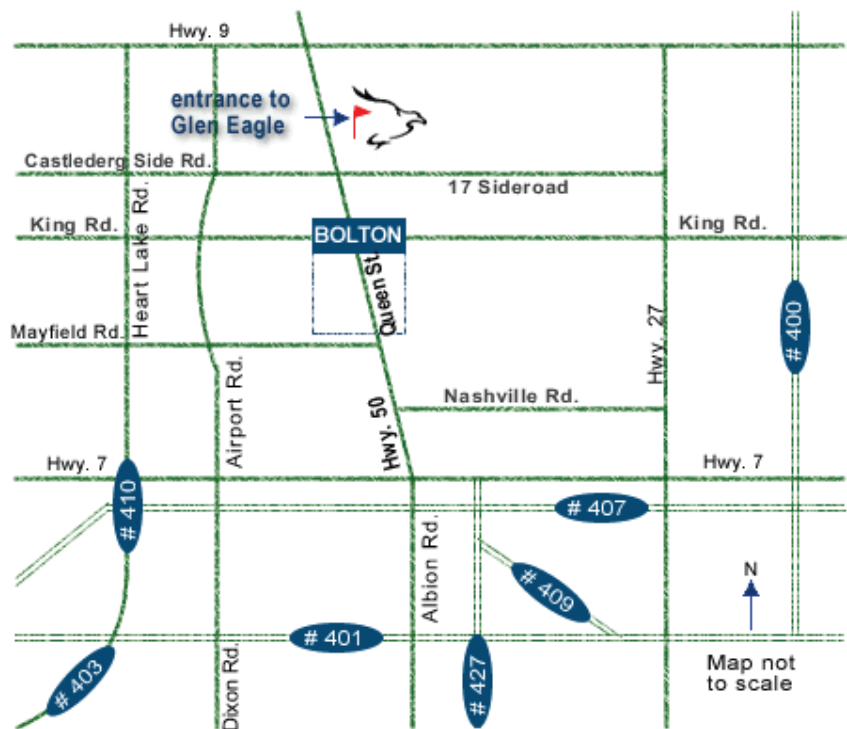 Hwy. 9
entrance to
Glen Eagle
Castlederg Side Rd.
17 Sideroad
King Rd.
BOLTON
King Rd.
Heart Lake Rd.
Queen St.
Hwy. 27
# 400
Mayfield Rd.
Airport Rd.
Hwy. 50
Nashville Rd.
Hwy. 7
Hwy. 7
# 410
# 407
Albion Rd.
# 409
N
# 401
# 403
Dixon Rd.
# 427
Map not
to scale